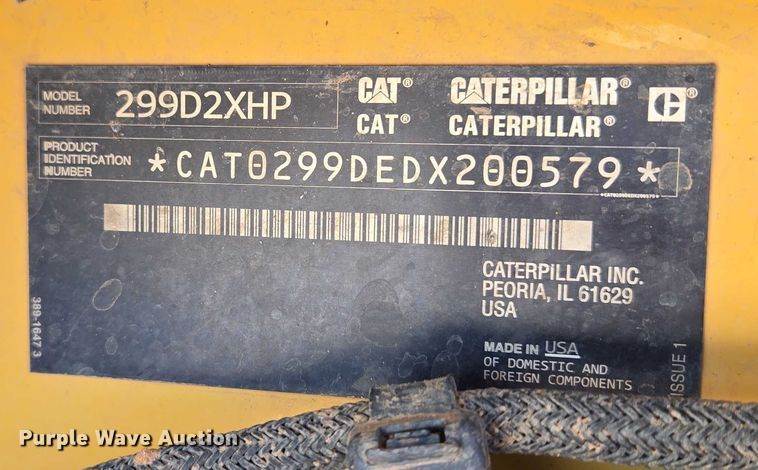 MODEL NUMBER 299D2XHP
CAT® CATERPILLAR®
CAT® CATERPILLAR®
PRODUCT IDENTIFICATION NUMBER *CAT0299DEDX200579*
*CAT0299DEDX200579*
CATERPILLAR INC.
PEORIA, IL 61629
USA
MADE IN USA
OF DOMESTIC AND
FOREIGN COMPONENTS
389-1647 3
ISSUE 1
Purple Wave Auction